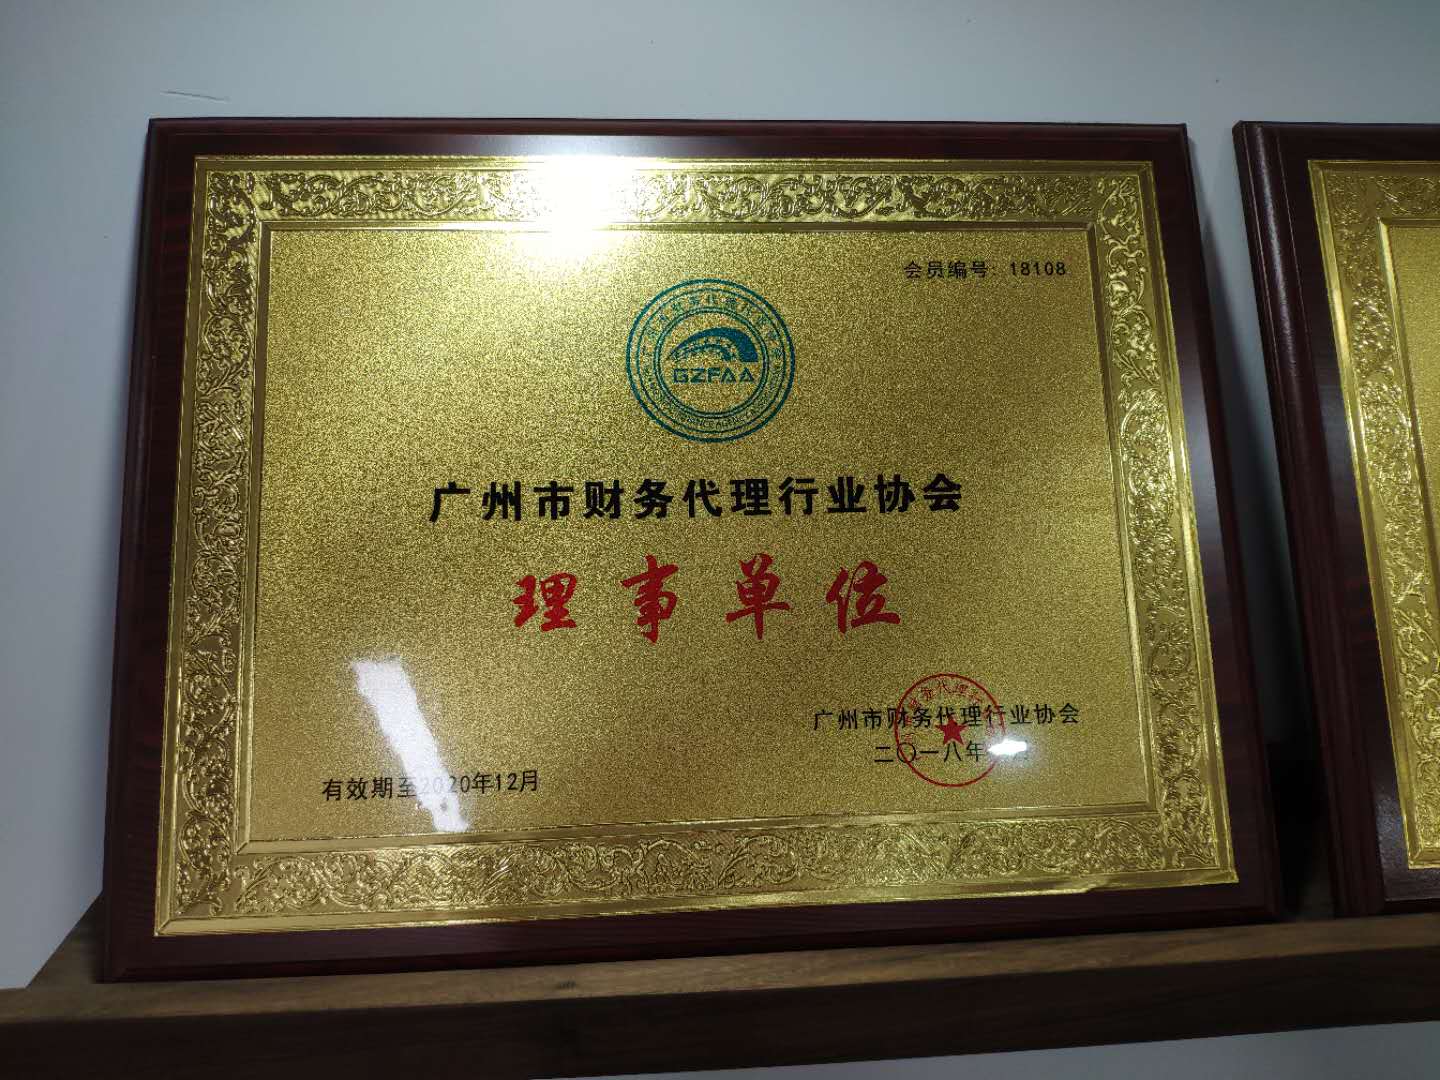 会员编号: 18108
GZFAA
广州市财务代理行业协会
理事单位
广州市财务代理行业协会
二〇一八年
有效期至2020年12月